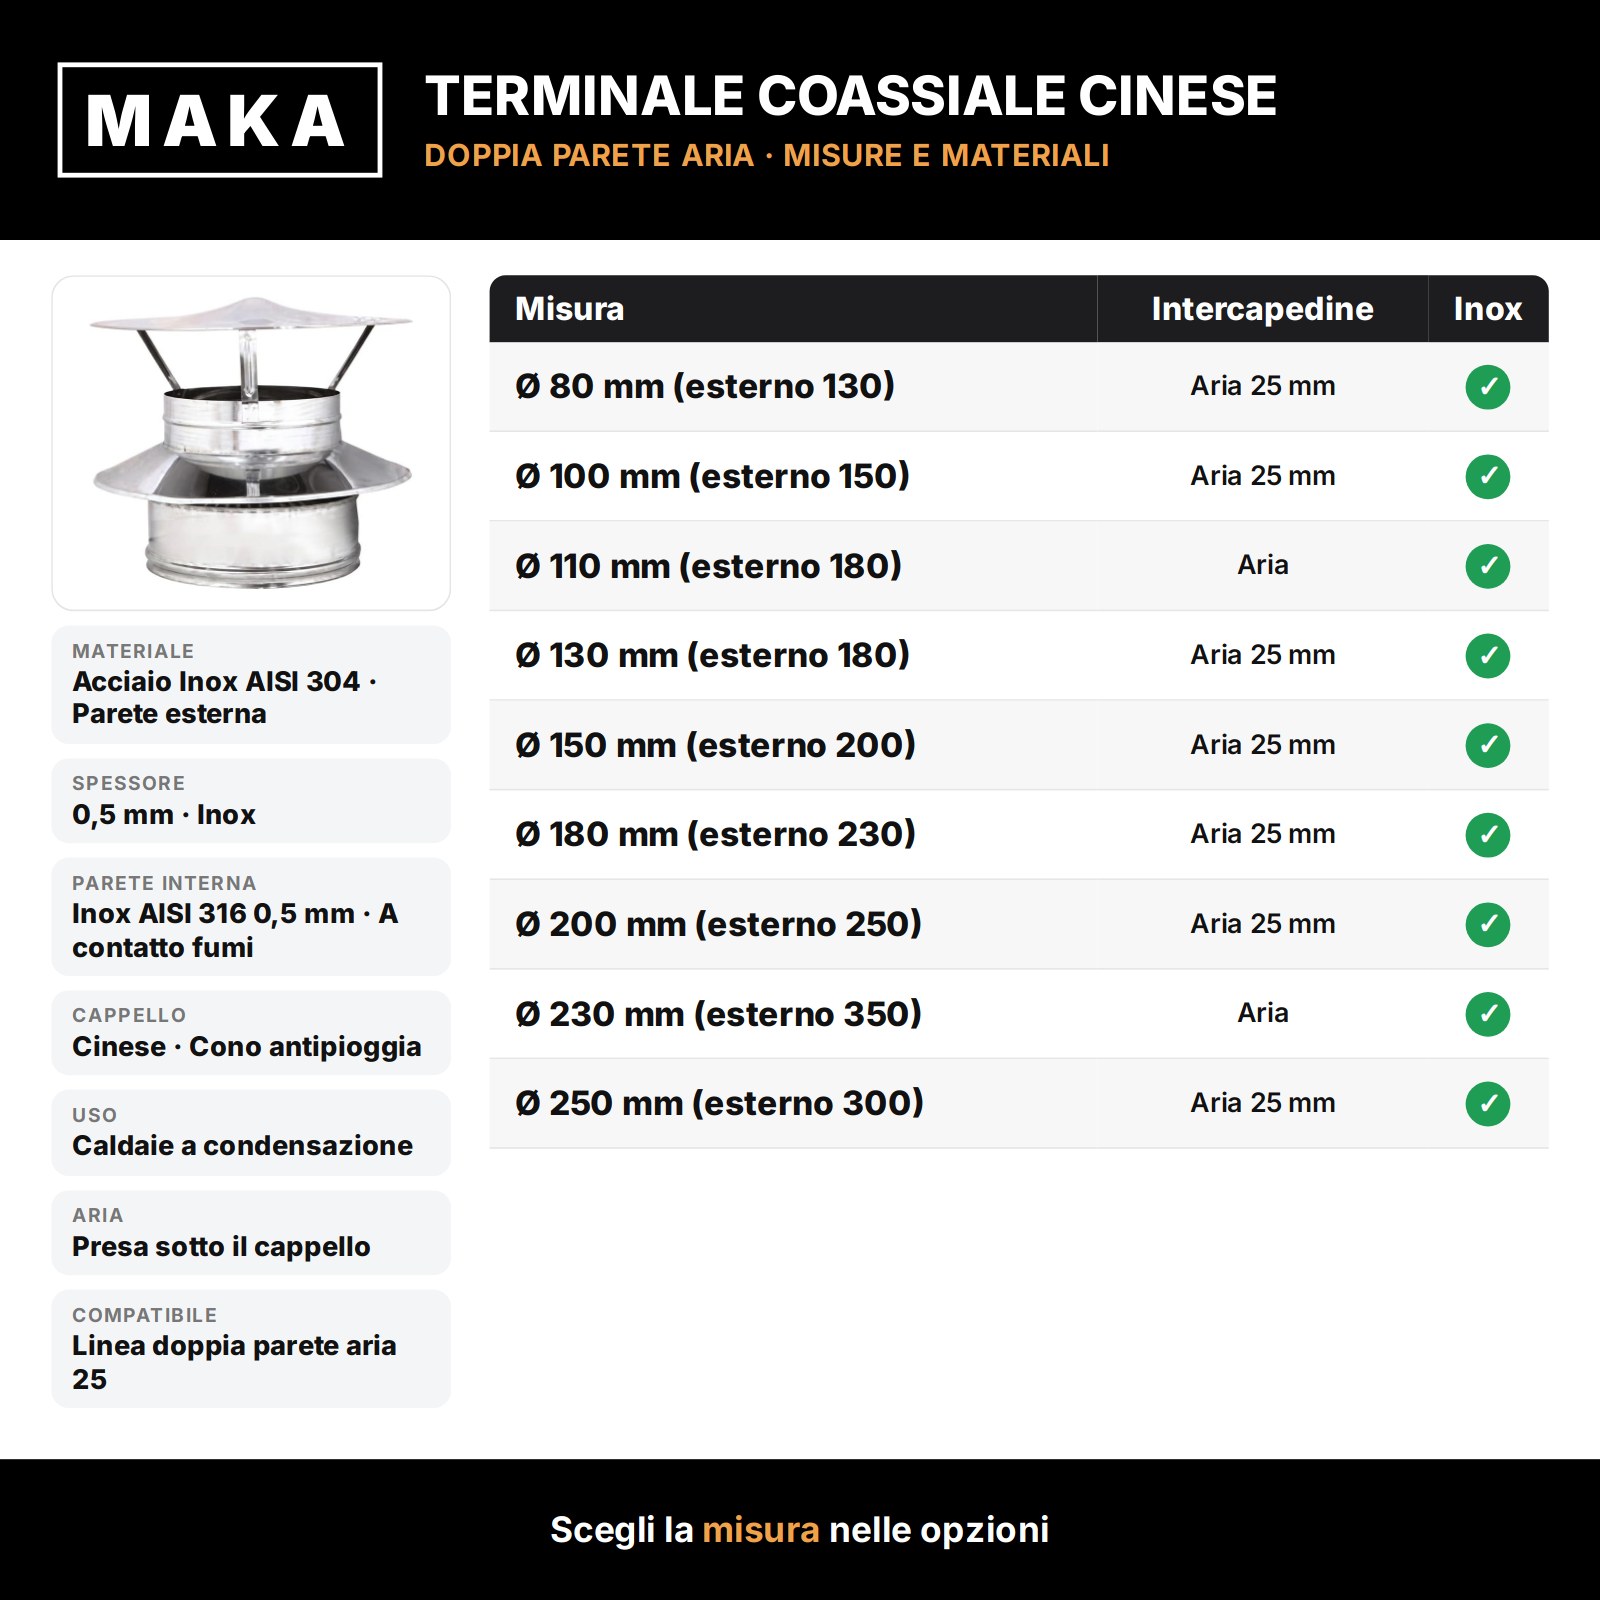 MAKA
TERMINALE COASSIALE CINESE
DOPPIA PARETE ARIA · MISURE E MATERIALI
MATERIALE
Acciaio Inox AISI 304 ·
Parete esterna
SPESSORE
0,5 mm · Inox
PARETE INTERNA
Inox AISI 316 0,5 mm · A
contatto fumi
CAPPELLO
Cinese · Cono antipioggia
USO
Caldaie a condensazione
ARIA
Presa sotto il cappello
COMPATIBILE
Linea doppia parete aria
25
Misura Intercapedine Inox
Ø 80 mm (esterno 130) Aria 25 mm ✓
Ø 100 mm (esterno 150) Aria 25 mm ✓
Ø 110 mm (esterno 180) Aria ✓
Ø 130 mm (esterno 180) Aria 25 mm ✓
Ø 150 mm (esterno 200) Aria 25 mm ✓
Ø 180 mm (esterno 230) Aria 25 mm ✓
Ø 200 mm (esterno 250) Aria 25 mm ✓
Ø 230 mm (esterno 350) Aria ✓
Ø 250 mm (esterno 300) Aria 25 mm ✓
Scegli la misura nelle opzioni